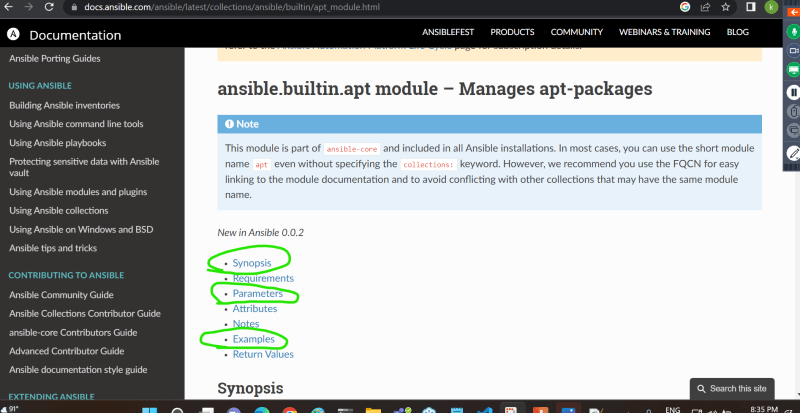 docs.ansible.com/ansible/latest/collections/ansible/builtin/apt_module.html
Documentation
ANSIBLEFEST PRODUCTS COMMUNITY WEBINARS & TRAINING BLOG
Ansible Porting Guides
USING ANSIBLE
Building Ansible inventories
Using Ansible command line tools
Using Ansible playbooks
Protecting sensitive data with Ansible
vault
Using Ansible modules and plugins
Using Ansible collections
Using Ansible on Windows and BSD
Ansible tips and tricks
CONTRIBUTING TO ANSIBLE
Ansible Community Guide
Ansible Collections Contributor Guide
ansible-core Contributors Guide
Advanced Contributor Guide
Ansible documentation style guide
EXTENDING ANSIBLE
ansible.builtin.apt module – Manages apt-packages
Note
This module is part of ansible-core and included in all Ansible installations. In most cases, you can use the short module
name apt even without specifying the collections: keyword. However, we recommend you use the FQCN for easy
linking to the module documentation and to avoid conflicting with other collections that may have the same module
name.
New in Ansible 0.0.2
Synopsis
Requirements
Parameters
Attributes
Notes
Examples
Return Values
Synopsis
Search this site
91°
ENG
8:35 PM